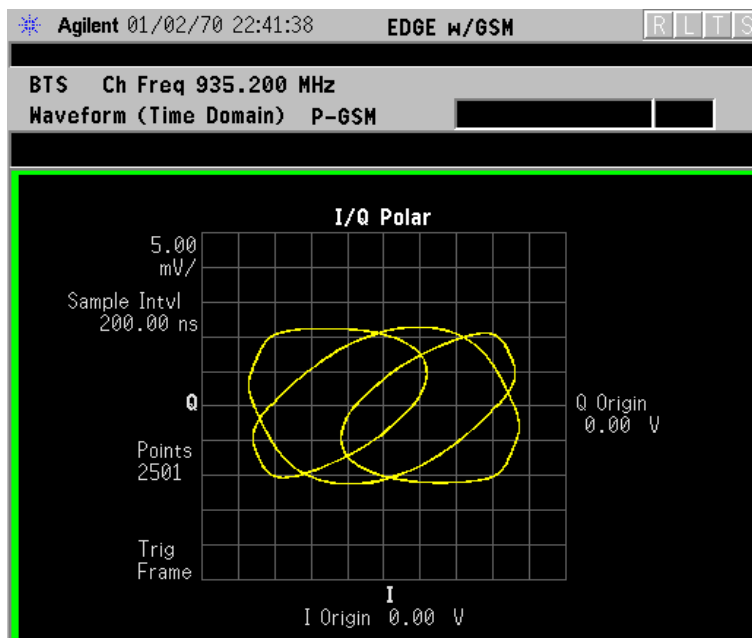 Agilent 01/02/70 22:41:38 EDGE w/GSM R L T S
BTS Ch Freq 935.200 MHz
Waveform (Time Domain) P-GSM
I/Q Polar
5.00
mV/
Sample Intvl
200.00 ns
Q
Q Origin
0.00 V
Points
2501
Trig
Frame
I
I Origin 0.00 V